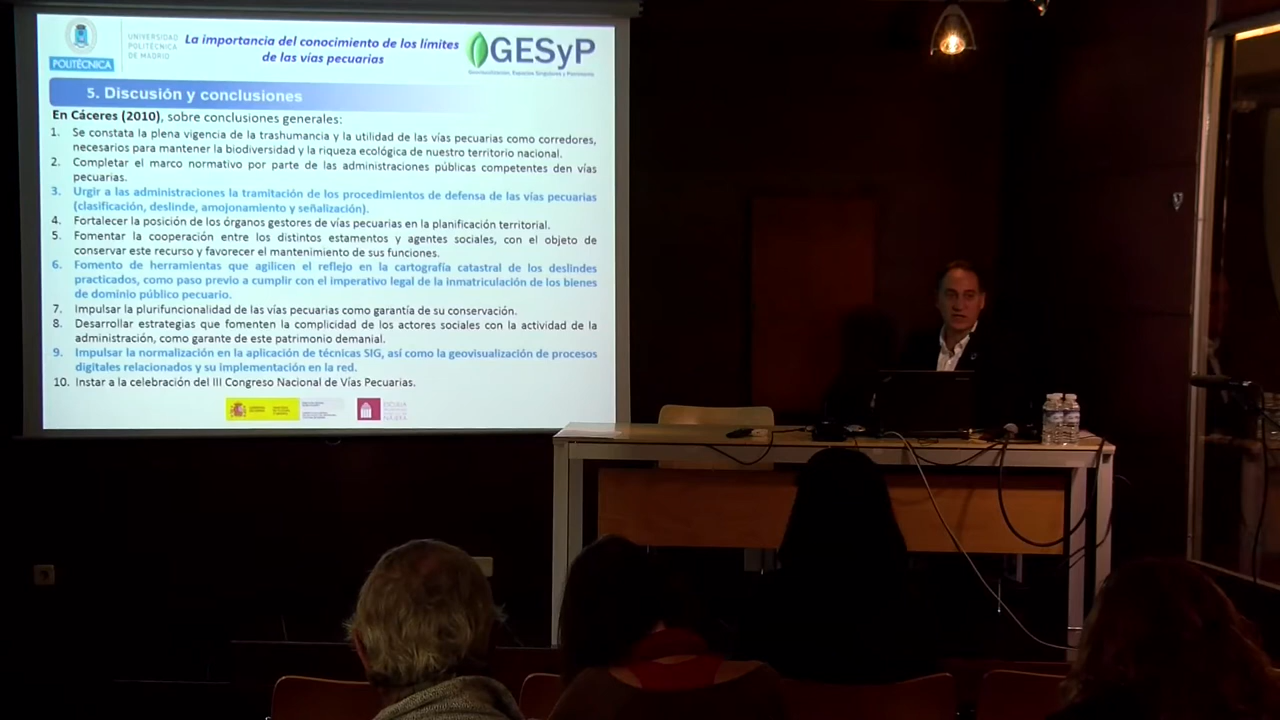 POLITÉCNICA
UNIVERSIDAD
POLITÉCNICA
DE MADRID
La importancia del conocimiento de los límites
de las vías pecuarias
GESyP
5. Discusión y conclusiones
En Cáceres (2010), sobre conclusiones generales:
1. Se constata la plena vigencia de la trashumancia y la utilidad de las vías pecuarias como corredores,
necesarios para mantener la biodiversidad y la riqueza ecológica de nuestro territorio nacional.
2. Completar el marco normativo por parte de las administraciones públicas competentes den vías
pecuarias.
3. Urgir a las administraciones la tramitación de los procedimientos de defensa de las vías pecuarias
(clasificación, deslinde, amojonamiento y señalización).
4. Fortalecer la posición de los órganos gestores de vías pecuarias en la planificación territorial.
5. Fomentar la cooperación entre los distintos estamentos y agentes sociales, con el objeto de
conservar este recurso y favorecer el mantenimiento de sus funciones.
6. Fomento de herramientas que agilicen el reflejo en la cartografía catastral de los deslindes
practicados, como paso previo a cumplir con el imperativo legal de la inmatriculación de los bienes
de dominio público pecuario.
7. Impulsar la plurifuncionalidad de las vías pecuarias como garantía de su conservación.
8. Desarrollar estrategias que fomenten la complicidad de los actores sociales con la actividad de la
administración, como garante de este patrimonio demanial.
9. Impulsar la normalización en la aplicación de técnicas SIG, así como la geovisualización de procesos
digitales relacionados y su implementación en la red.
10. Instar a la celebración del III Congreso Nacional de Vías Pecuarias.